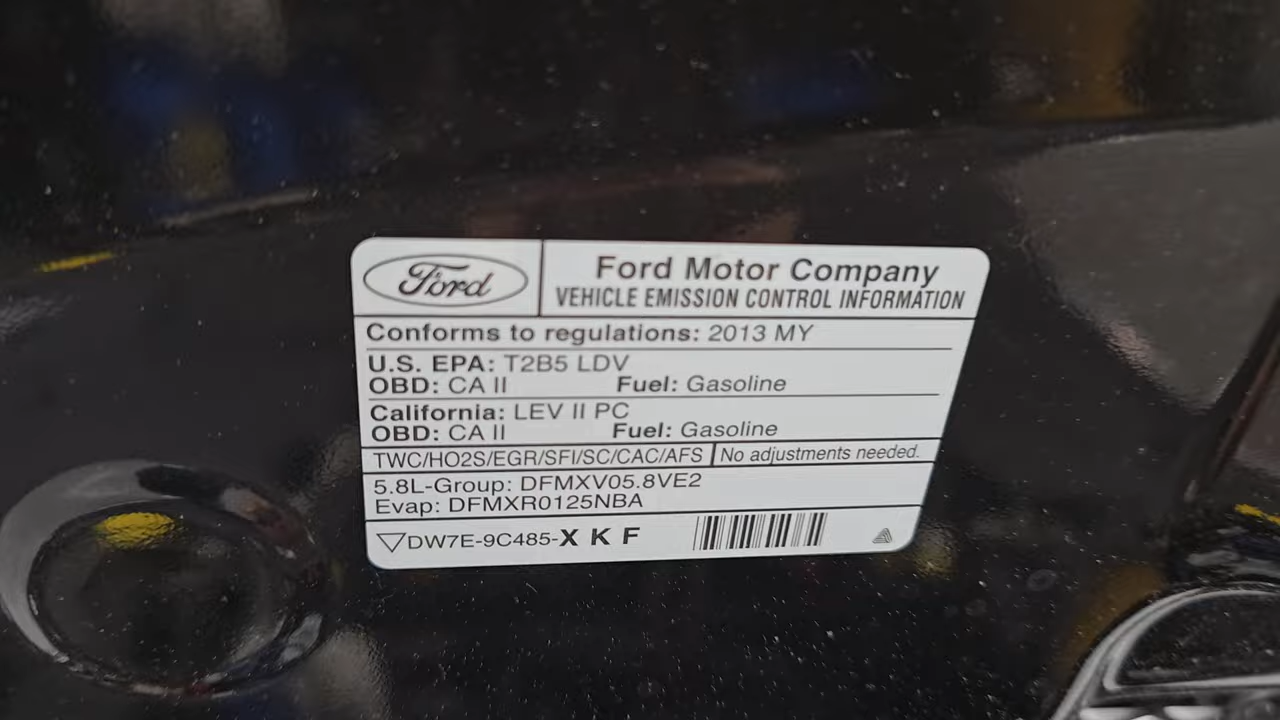 Ford
Ford Motor Company
VEHICLE EMISSION CONTROL INFORMATION
Conforms to regulations: 2013 MY
U.S. EPA: T2B5 LDV
OBD: CA II Fuel: Gasoline
California: LEV II PC
OBD: CA II Fuel: Gasoline
TWC/HO2S/EGR/SFI/SC/CAC/AFS No adjustments needed.
5.8L-Group: DFMXV05.8VE2
Evap: DFMXR0125NBA
DW7E-9C485-X K F